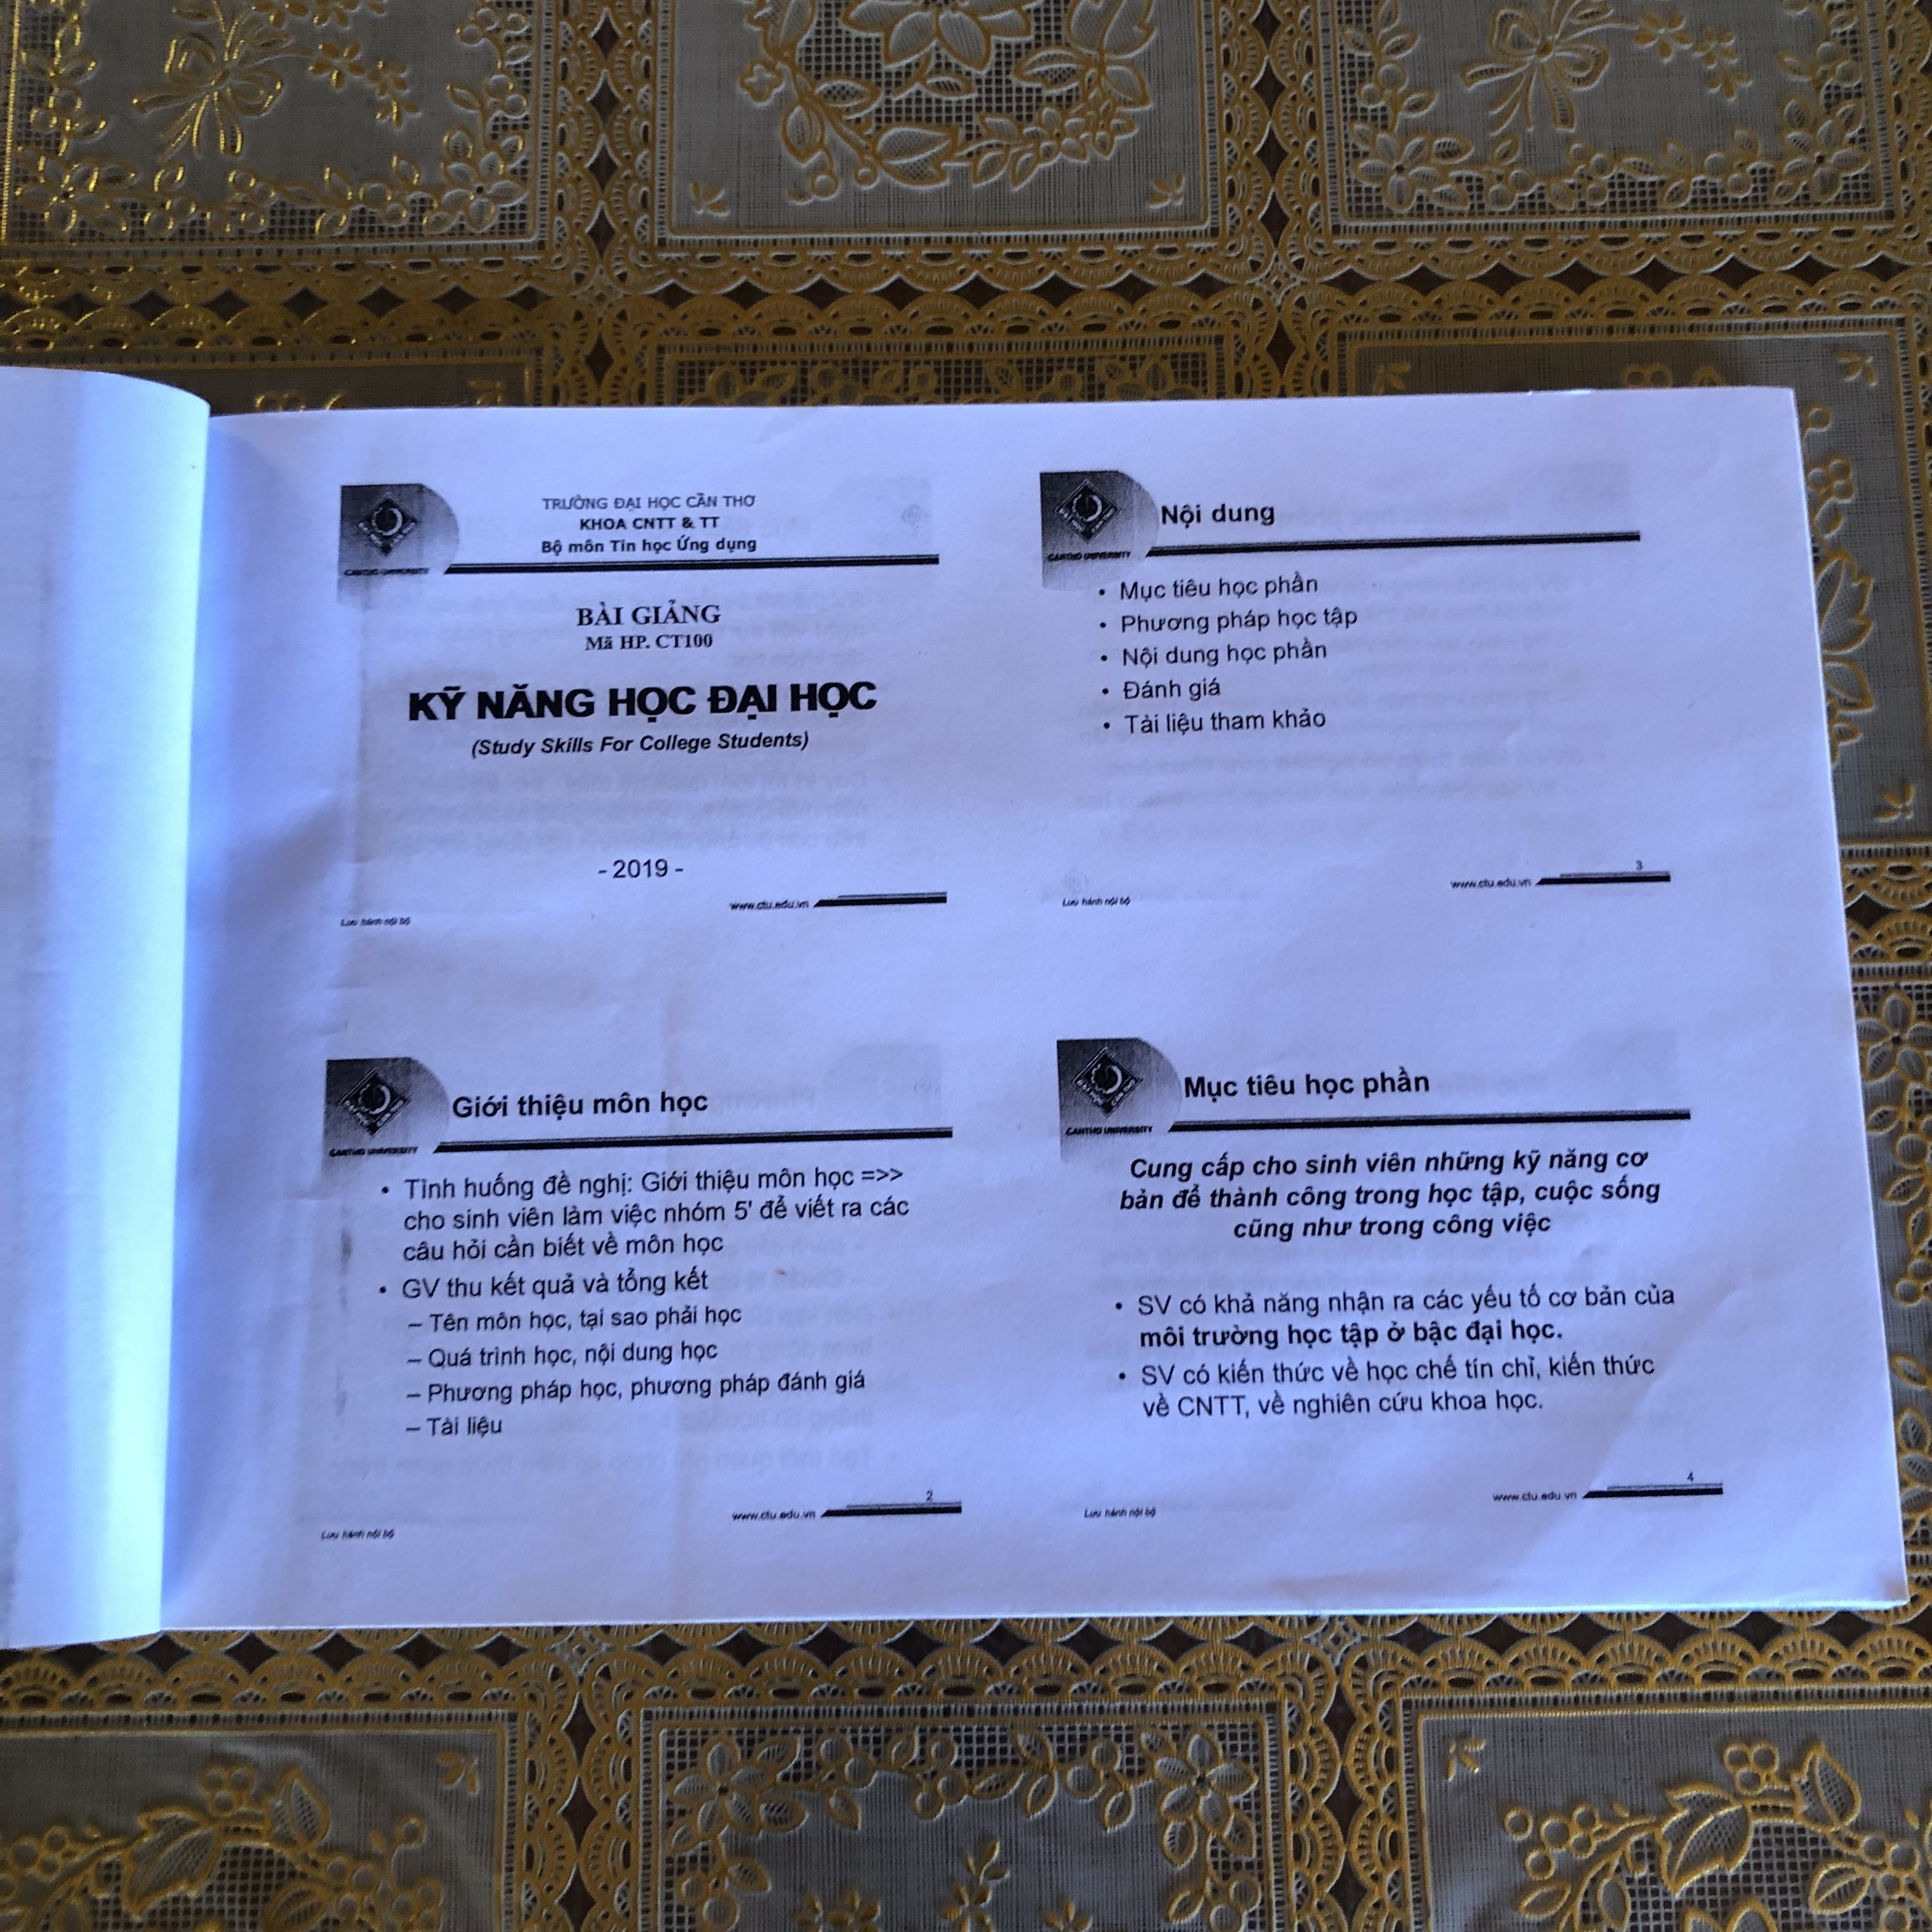 TRƯỜNG ĐẠI HỌC CẦN THƠ
KHOA CNTT & TT
Bộ môn Tin học Ứng dụng
CANTHO UNIVERSITY
BÀI GIẢNG
Mã HP. CT100
KỸ NĂNG HỌC ĐẠI HỌC
(Study Skills For College Students)
- 2019 -
www.ctu.edu.vn
Lưu hành nội bộ
Giới thiệu môn học
CANTHO UNIVERSITY
• Tình huống đề nghị: Giới thiệu môn học =>>
cho sinh viên làm việc nhóm 5' để viết ra các
câu hỏi cần biết về môn học
• GV thu kết quả và tổng kết
– Tên môn học, tại sao phải học
– Quá trình học, nội dung học
– Phương pháp học, phương pháp đánh giá
– Tài liệu
2
www.ctu.edu.vn
Lưu hành nội bộ
Nội dung
CANTHO UNIVERSITY
• Mục tiêu học phần
• Phương pháp học tập
• Nội dung học phần
• Đánh giá
• Tài liệu tham khảo
3
www.ctu.edu.vn
Lưu hành nội bộ
Mục tiêu học phần
CANTHO UNIVERSITY
Cung cấp cho sinh viên những kỹ năng cơ
bản để thành công trong học tập, cuộc sống
cũng như trong công việc
• SV có khả năng nhận ra các yếu tố cơ bản của
môi trường học tập ở bậc đại học.
• SV có kiến thức về học chế tín chỉ, kiến thức
về CNTT, về nghiên cứu khoa học.
4
www.ctu.edu.vn
Lưu hành nội bộ